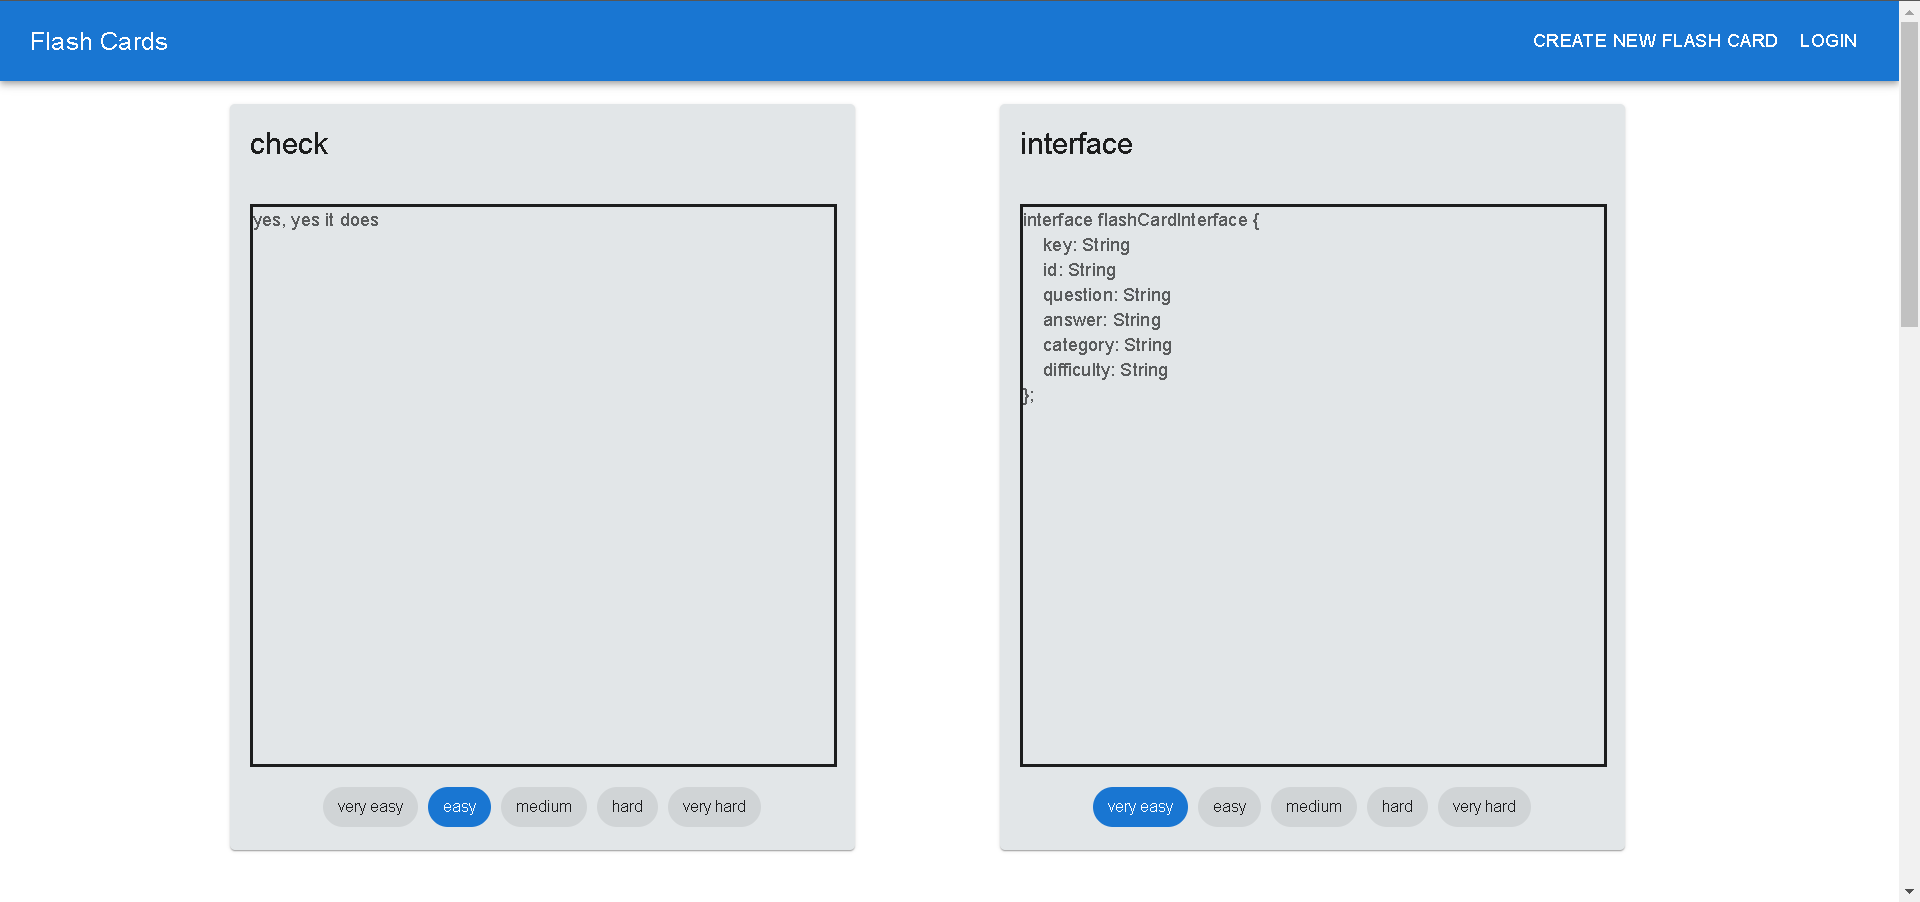 Flash Cards
CREATE NEW FLASH CARD LOGIN
check
yes, yes it does
very easy easy medium hard very hard
interface
interface flashCardInterface {
    key: String
    id: String
    question: String
    answer: String
    category: String
    difficulty: String
};
very easy easy medium hard very hard